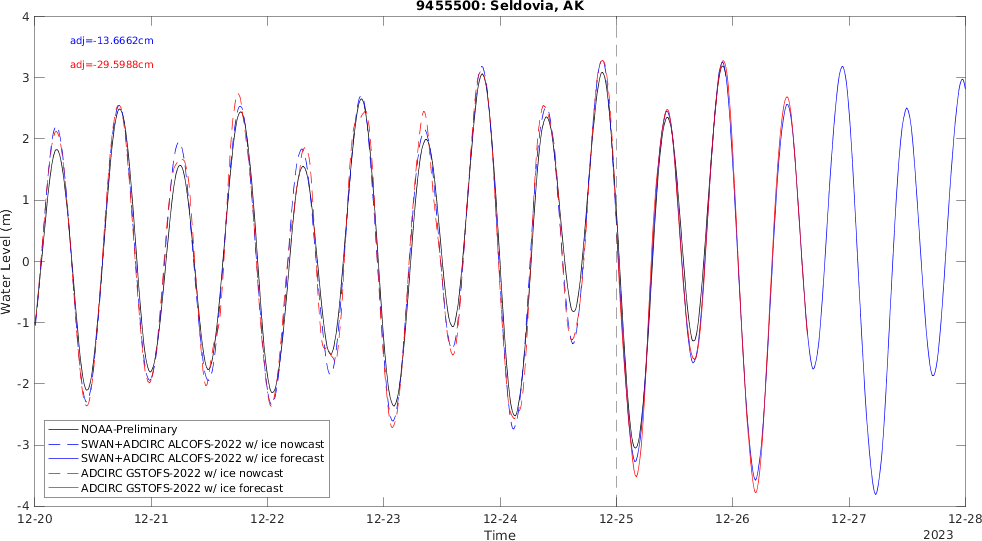 9455500: Seldovia, AK
adj=-13.6662cm
adj=-29.5988cm
4
3
2
1
0
-1
-2
-3
-4
Water Level (m)
NOAA-Preliminary
SWAN+ADCIRC ALCOFS-2022 w/ ice nowcast
SWAN+ADCIRC ALCOFS-2022 w/ ice forecast
ADCIRC GSTOFS-2022 w/ ice nowcast
ADCIRC GSTOFS-2022 w/ ice forecast
12-20 12-21 12-22 12-23 12-24 12-25 12-26 12-27 12-28
Time
2023